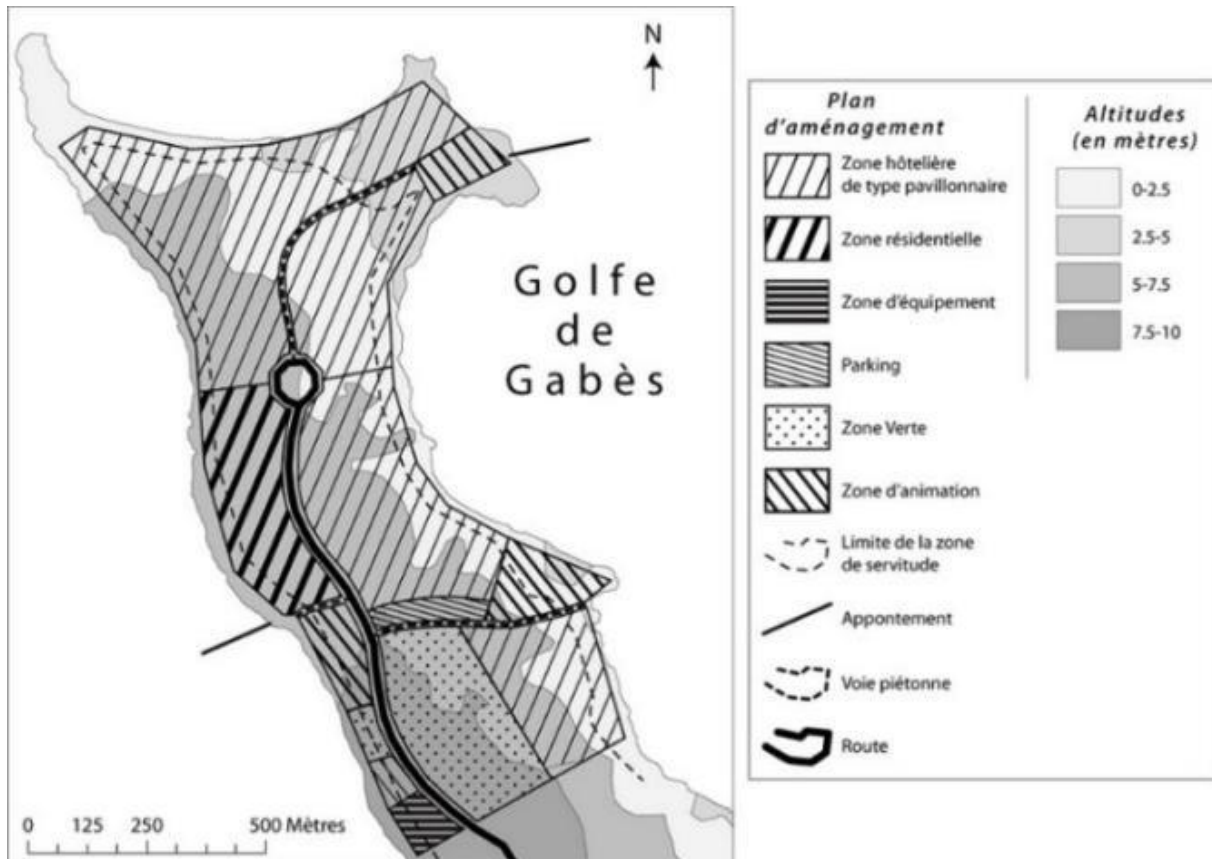 N
Golfe
de
Gabès
0 125 250 500 Mètres
Plan
d'aménagement
Zone hôtelière
de type pavillonnaire
Zone résidentielle
Zone d'équipement
Parking
Zone Verte
Zone d'animation
Limite de la zone
de servitude
Appontement
Voie piétonne
Route
Altitudes
(en mètres)
0-2.5
2.5-5
5-7.5
7.5-10